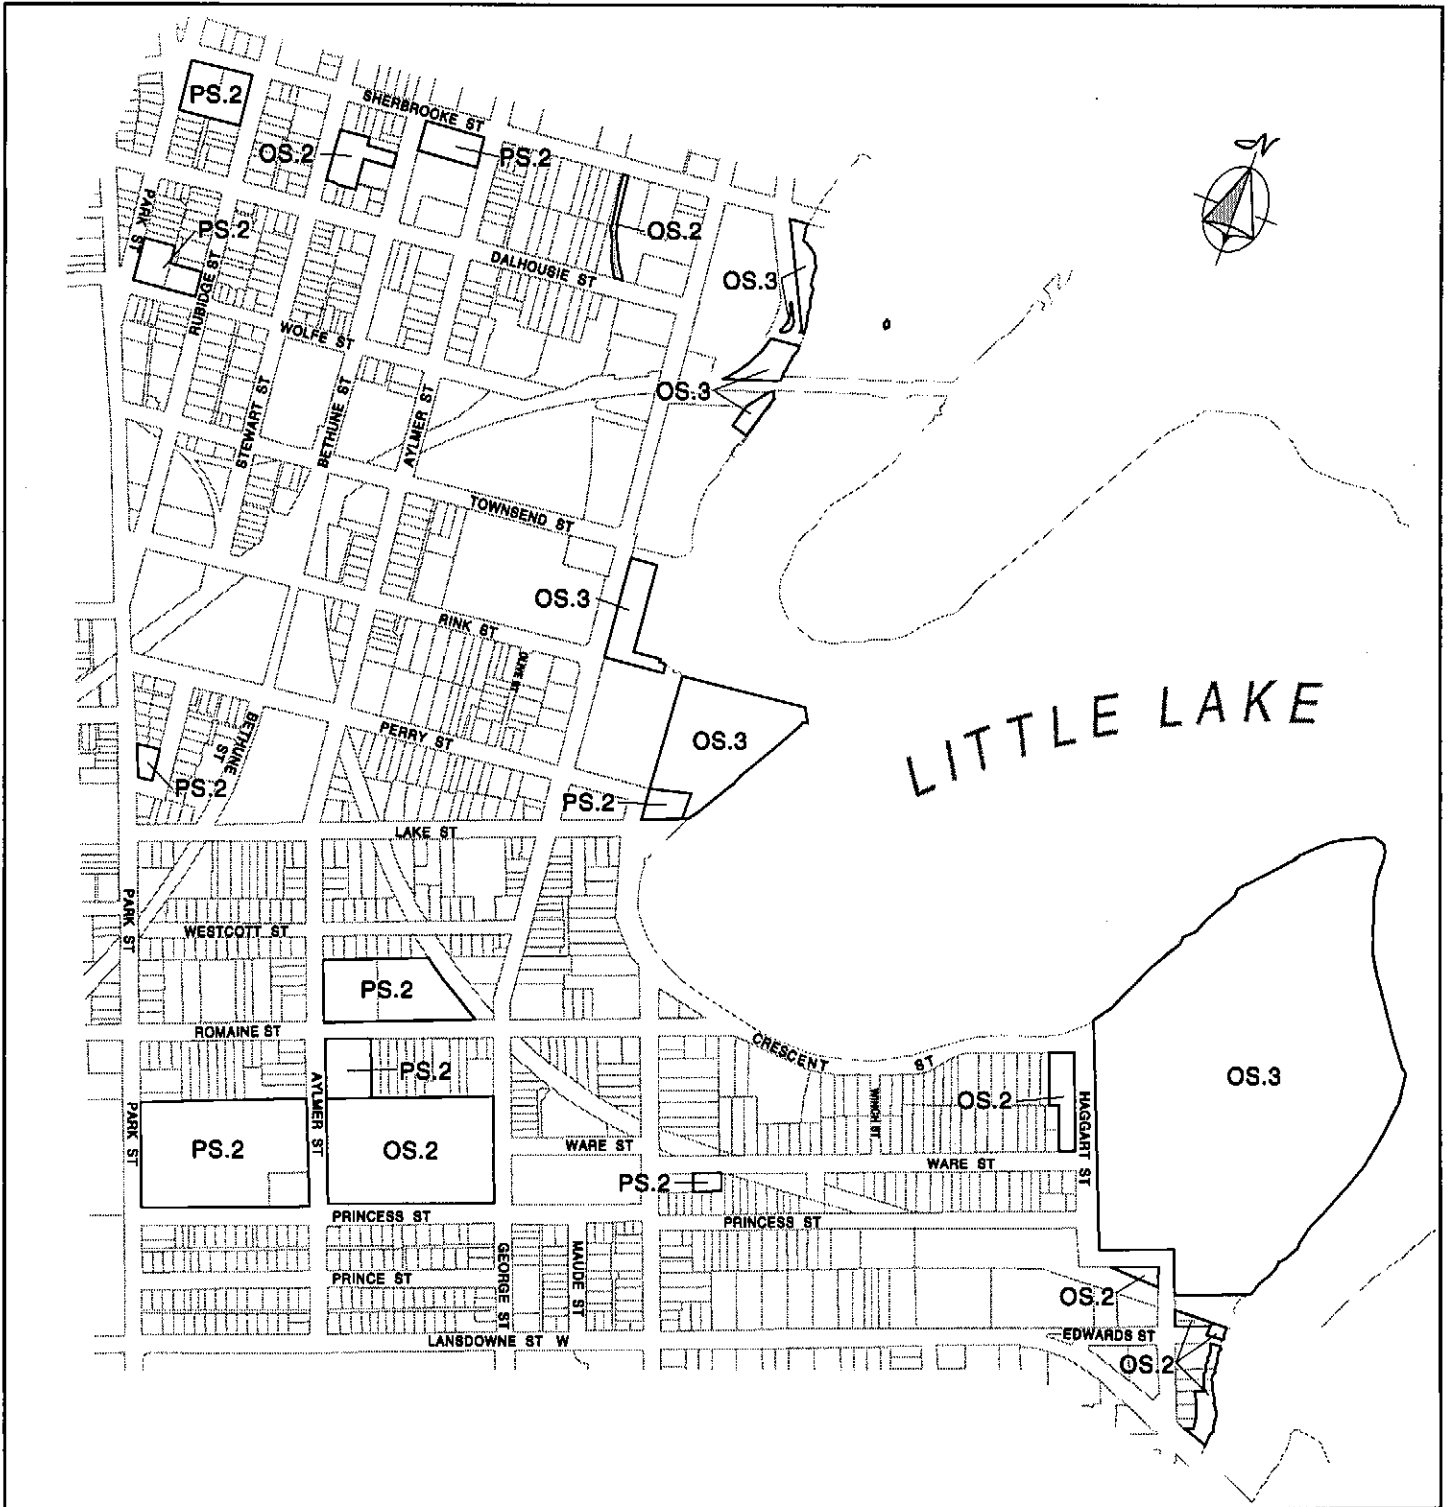 PS.2
SHERBROOKE ST
OS.2
PS.2
N
PARK ST
PS.2
OS.2
RUBIDGE ST
DALHOUSIE ST
OS.3
WOLFE ST
OS.3
STEWART ST
BETHUNE ST
AYLMER ST
TOWNSEND ST
OS.3
RINK ST
OLIVE ST
LITTLE LAKE
BETHUNE ST
PERRY ST
OS.3
PS.2
PS.2
LAKE ST
PARK ST
WESTCOTT ST
PS.2
ROMAINE ST
CRESCENT ST
PS.2
OS.3
AYLMER ST
WINCH ST
OS.2
HAGGART ST
PARK ST
PS.2
OS.2
WARE ST
WARE ST
PS.2
PRINCESS ST
PRINCESS ST
GEORGE ST
MAUDE ST
PRINCE ST
OS.2
LANSDOWNE ST W
EDWARDS ST
OS.2